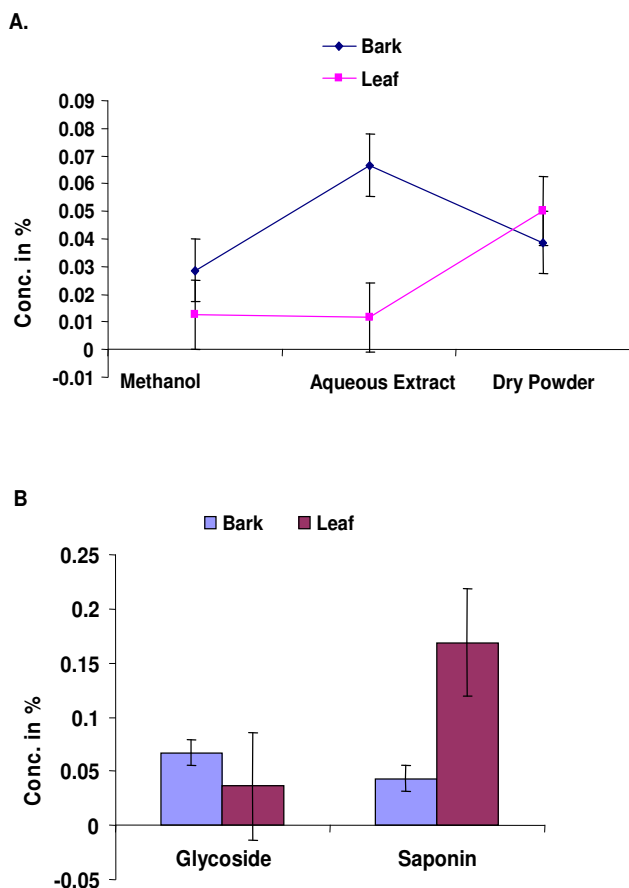 A.
Bark
Leaf
0.09
0.08
0.07
0.06
0.05
0.04
0.03
0.02
0.01
0
-0.01
Conc. in %
Methanol Aqueous Extract Dry Powder
B
Bark Leaf
0.25
0.2
0.15
0.1
0.05
0
-0.05
Conc. in %
Glycoside Saponin